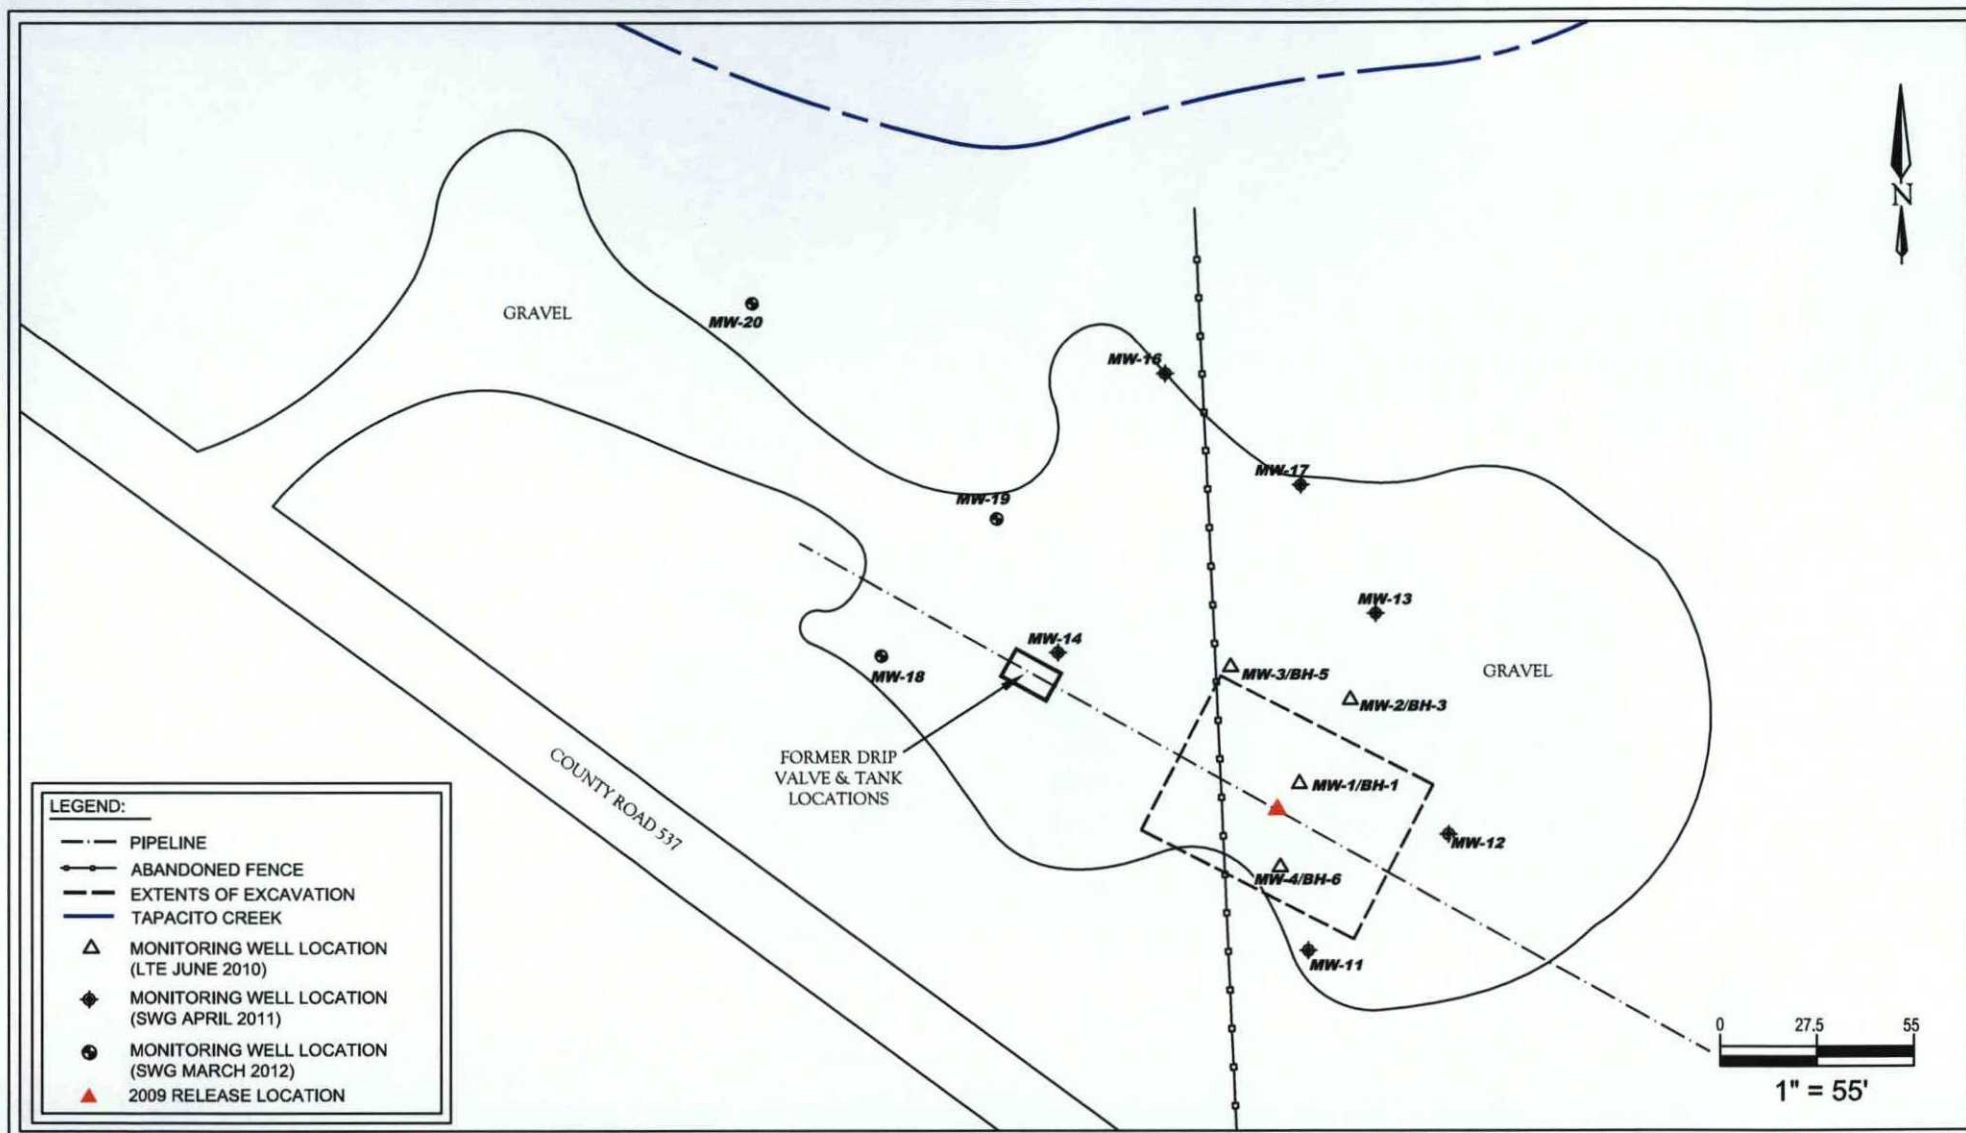 N
GRAVEL
MW-20
MW-16
MW-17
MW-19
MW-13
MW-14
MW-3/BH-5
GRAVEL
MW-18
MW-2/BH-3
FORMER DRIP
VALVE & TANK
LOCATIONS
MW-1/BH-1
COUNTY ROAD 537
MW-12
MW-4/BH-6
MW-11
LEGEND:
PIPELINE
ABANDONED FENCE
EXTENTS OF EXCAVATION
TAPACITO CREEK
MONITORING WELL LOCATION
(LTE JUNE 2010)
MONITORING WELL LOCATION
(SWG APRIL 2011)
MONITORING WELL LOCATION
(SWG MARCH 2012)
2009 RELEASE LOCATION
0 27.5 55
1" = 55'